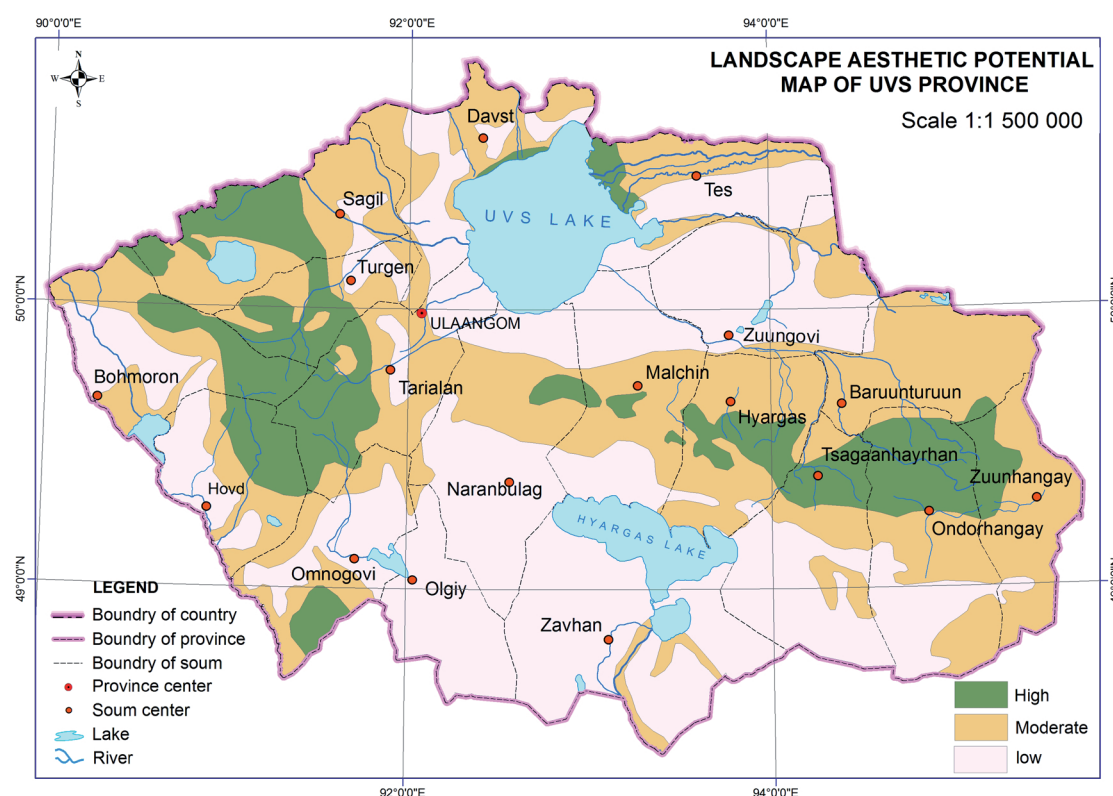 90°0'0"E
92°0'0"E
94°0'0"E
N
W
E
S
LANDSCAPE AESTHETIC POTENTIAL
MAP OF UVS PROVINCE
Scale 1:1 500 000
Davst
Tes
Sagil
UVS LAKE
Turgen
50°0'0"N
ULAANGOM
Zuungovi
Bohmoron
Tarialan
Malchin
Baruunturuun
Hyargas
Tsagaanhayrhan
Zuunhangay
Naranbulag
Hovd
Ondorhangay
HYARGAS LAKE
49°0'0"N
Omnogovi
Olgiy
Zavhan
LEGEND
Boundry of country
Boundry of province
Boundry of soum
Province center
Soum center
Lake
River
High
Moderate
low
92°0'0"E
94°0'0"E